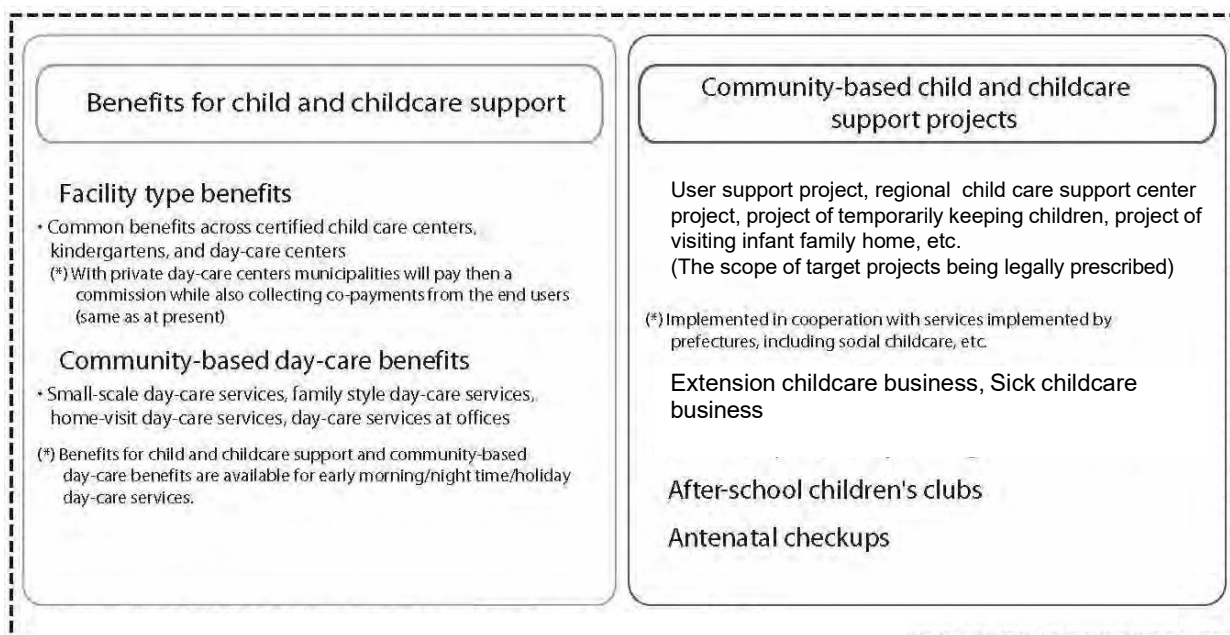 Benefits for child and childcare support
Facility type benefits
・Common benefits across certified child care centers,
kindergartens, and day-care centers
(*) With private day-care centers municipalities will pay then a
commission while also collecting co-payments from the end users
(same as at present)
Community-based day-care benefits
・Small-scale day-care services, family style day-care services,
home-visit day-care services, day-care services at offices
(*) Benefits for child and childcare support and community-based
day-care benefits are available for early morning/night time/holiday
day-care services.
Community-based child and childcare
support projects
User support project, regional child care support center
project, project of temporarily keeping children, project of
visiting infant family home, etc.
(The scope of target projects being legally prescribed)
(*) Implemented in cooperation with services implemented by
prefectures, including social childcare, etc.
Extension childcare business, Sick childcare
business
After-school children's clubs
Antenatal checkups